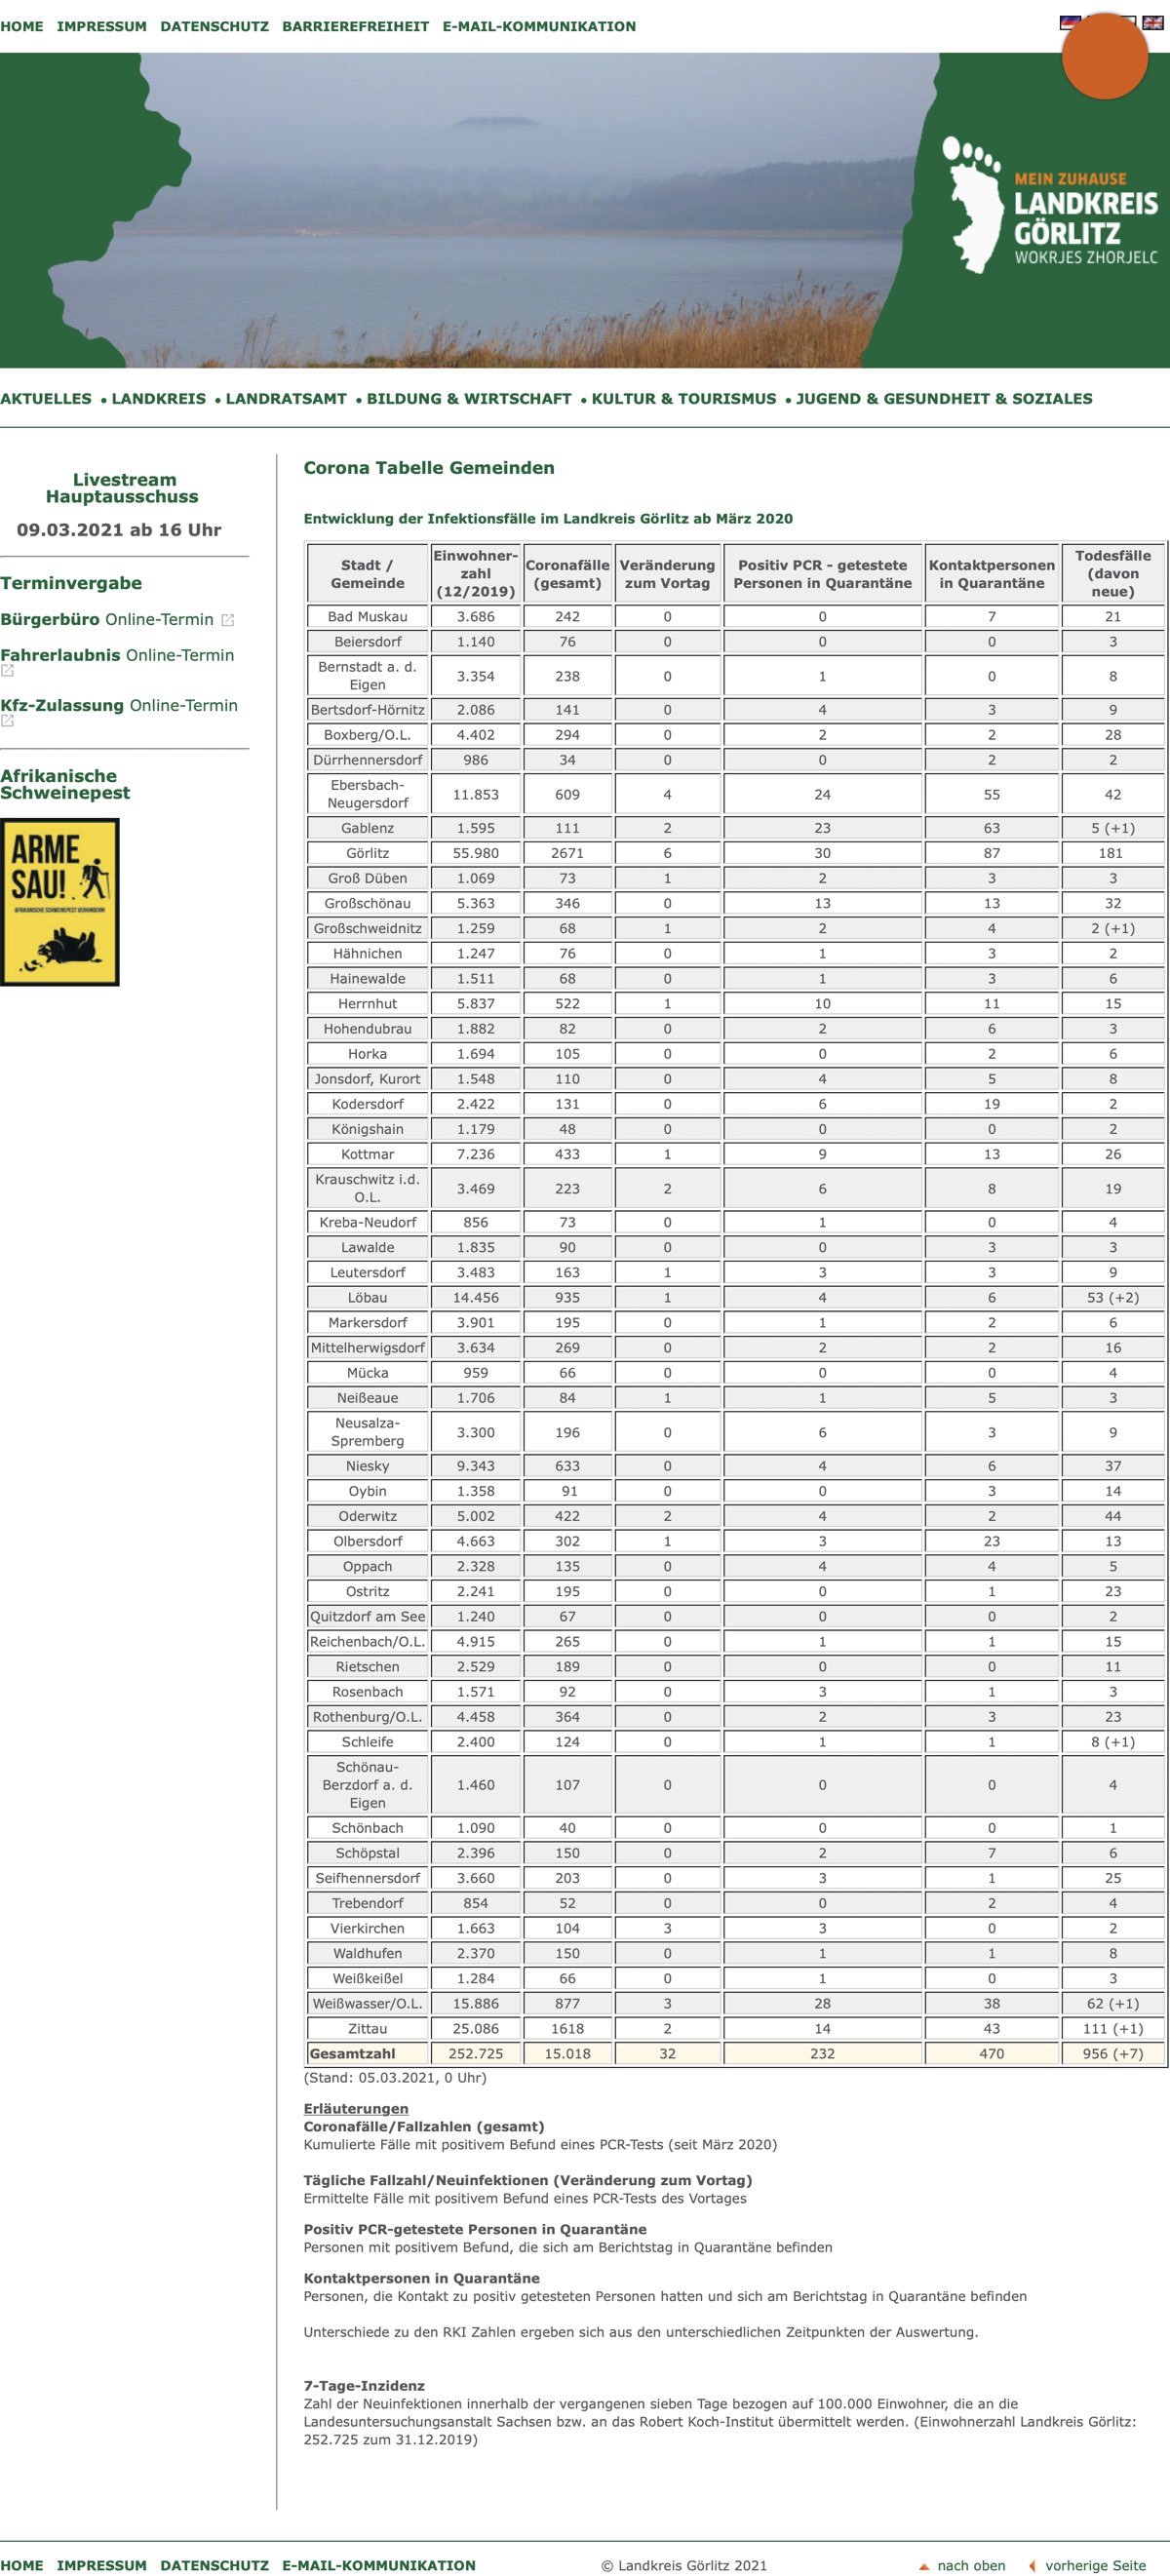 HOME IMPRESSUM DATENSCHUTZ BARRIEREFREIHEIT E-MAIL-KOMMUNIKATION
MEIN ZUHAUSE
LANDKREIS
GÖRLITZ
WOKRJES ZHORJELC
AKTUELLES • LANDKREIS • LANDRATSAMT • BILDUNG & WIRTSCHAFT • KULTUR & TOURISMUS • JUGEND & GESUNDHEIT & SOZIALES
Livestream
Hauptausschuss
09.03.2021 ab 16 Uhr
Terminvergabe
Bürgerbüro Online-Termin
Fahrerlaubnis Online-Termin
Kfz-Zulassung Online-Termin
Afrikanische
Schweinepest
ARME
SAU!
AFRIKANISCHE SCHWEINEPEST VERHINDERN!
Corona Tabelle Gemeinden
Entwicklung der Infektionsfälle im Landkreis Görlitz ab März 2020
Stadt / Gemeinde Einwohner-zahl (12/2019) Coronafälle (gesamt) Veränderung zum Vortag Positiv PCR - getestete Personen in Quarantäne Kontaktpersonen in Quarantäne Todesfälle (davon neue)
Bad Muskau 3.686 242 0 0 7 21
Beiersdorf 1.140 76 0 0 0 3
Bernstadt a. d. Eigen 3.354 238 0 1 0 8
Bertsdorf-Hörnitz 2.086 141 0 4 3 9
Boxberg/O.L. 4.402 294 0 2 2 28
Dürrhennersdorf 986 34 0 0 2 2
Ebersbach-Neugersdorf 11.853 609 4 24 55 42
Gablenz 1.595 111 2 23 63 5 (+1)
Görlitz 55.980 2671 6 30 87 181
Groß Düben 1.069 73 1 2 3 3
Großschönau 5.363 346 0 13 13 32
Großschweidnitz 1.259 68 1 2 4 2 (+1)
Hähnichen 1.247 76 0 1 3 2
Hainewalde 1.511 68 0 1 3 6
Herrnhut 5.837 522 1 10 11 15
Hohendubrau 1.882 82 0 2 6 3
Horka 1.694 105 0 0 2 6
Jonsdorf, Kurort 1.548 110 0 4 5 8
Kodersdorf 2.422 131 0 6 19 2
Königshain 1.179 48 0 0 0 2
Kottmar 7.236 433 1 9 13 26
Krauschwitz i.d. O.L. 3.469 223 2 6 8 19
Kreba-Neudorf 856 73 0 1 0 4
Lawalde 1.835 90 0 0 3 3
Leutersdorf 3.483 163 1 3 3 9
Löbau 14.456 935 1 4 6 53 (+2)
Markersdorf 3.901 195 0 1 2 6
Mittelherwigsdorf 3.634 269 0 2 2 16
Mücka 959 66 0 0 0 4
Neißeaue 1.706 84 1 1 5 3
Neusalza-Spremberg 3.300 196 0 6 3 9
Niesky 9.343 633 0 4 6 37
Oybin 1.358 91 0 0 3 14
Oderwitz 5.002 422 2 4 2 44
Olbersdorf 4.663 302 1 3 23 13
Oppach 2.328 135 0 4 4 5
Ostritz 2.241 195 0 0 1 23
Quitzdorf am See 1.240 67 0 0 0 2
Reichenbach/O.L. 4.915 265 0 1 1 15
Rietschen 2.529 189 0 0 0 11
Rosenbach 1.571 92 0 3 1 3
Rothenburg/O.L. 4.458 364 0 2 3 23
Schleife 2.400 124 0 1 1 8 (+1)
Schönau-Berzdorf a. d. Eigen 1.460 107 0 0 0 4
Schönbach 1.090 40 0 0 0 1
Schöpstal 2.396 150 0 2 7 6
Seifhennersdorf 3.660 203 0 3 1 25
Trebendorf 854 52 0 0 2 4
Vierkirchen 1.663 104 3 3 0 2
Waldhufen 2.370 150 0 1 1 8
Weißkeißel 1.284 66 0 1 0 3
Weißwasser/O.L. 15.886 877 3 28 38 62 (+1)
Zittau 25.086 1618 2 14 43 111 (+1)
Gesamtzahl 252.725 15.018 32 232 470 956 (+7)
(Stand: 05.03.2021, 0 Uhr)
Erläuterungen
Coronafälle/Fallzahlen (gesamt)
Kumulierte Fälle mit positivem Befund eines PCR-Tests (seit März 2020)
Tägliche Fallzahl/Neuinfektionen (Veränderung zum Vortag)
Ermittelte Fälle mit positivem Befund eines PCR-Tests des Vortages
Positiv PCR-getestete Personen in Quarantäne
Personen mit positivem Befund, die sich am Berichtstag in Quarantäne befinden
Kontaktpersonen in Quarantäne
Personen, die Kontakt zu positiv getesteten Personen hatten und sich am Berichtstag in Quarantäne befinden
Unterschiede zu den RKI Zahlen ergeben sich aus den unterschiedlichen Zeitpunkten der Auswertung.
7-Tage-Inzidenz
Zahl der Neuinfektionen innerhalb der vergangenen sieben Tage bezogen auf 100.000 Einwohner, die an die
Landesuntersuchungsanstalt Sachsen bzw. an das Robert Koch-Institut übermittelt werden. (Einwohnerzahl Landkreis Görlitz:
252.725 zum 31.12.2019)
HOME IMPRESSUM DATENSCHUTZ E-MAIL-KOMMUNIKATION © Landkreis Görlitz 2021 nach oben vorherige Seite